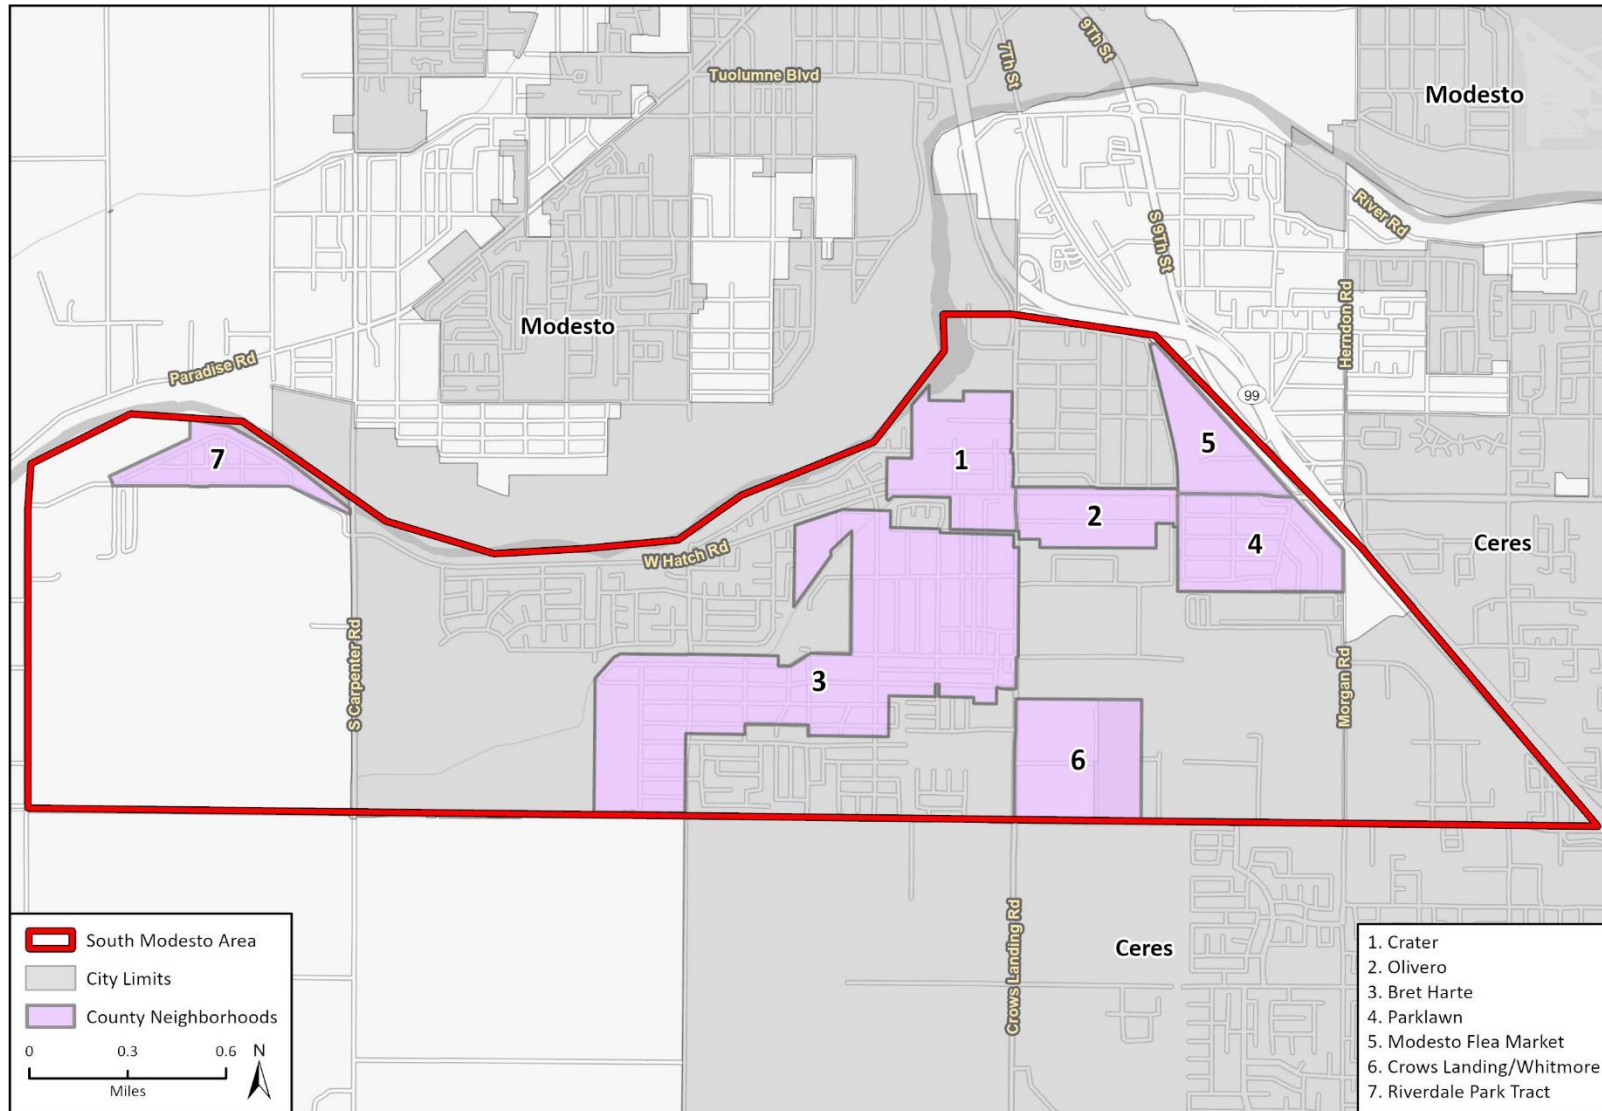 9Th St
7Th St
Tuolumne Blvd
Modesto
River Rd
S 9Th St
Herndon Rd
Modesto
Paradise Rd
99
5
7
1
2
4
Ceres
W Hatch Rd
S Carpenter Rd
3
Morgan Rd
6
Crows Landing Rd
Ceres
South Modesto Area
City Limits
County Neighborhoods
0 0.3 0.6
Miles
N
1. Crater
2. Olivero
3. Bret Harte
4. Parklawn
5. Modesto Flea Market
6. Crows Landing/Whitmore
7. Riverdale Park Tract